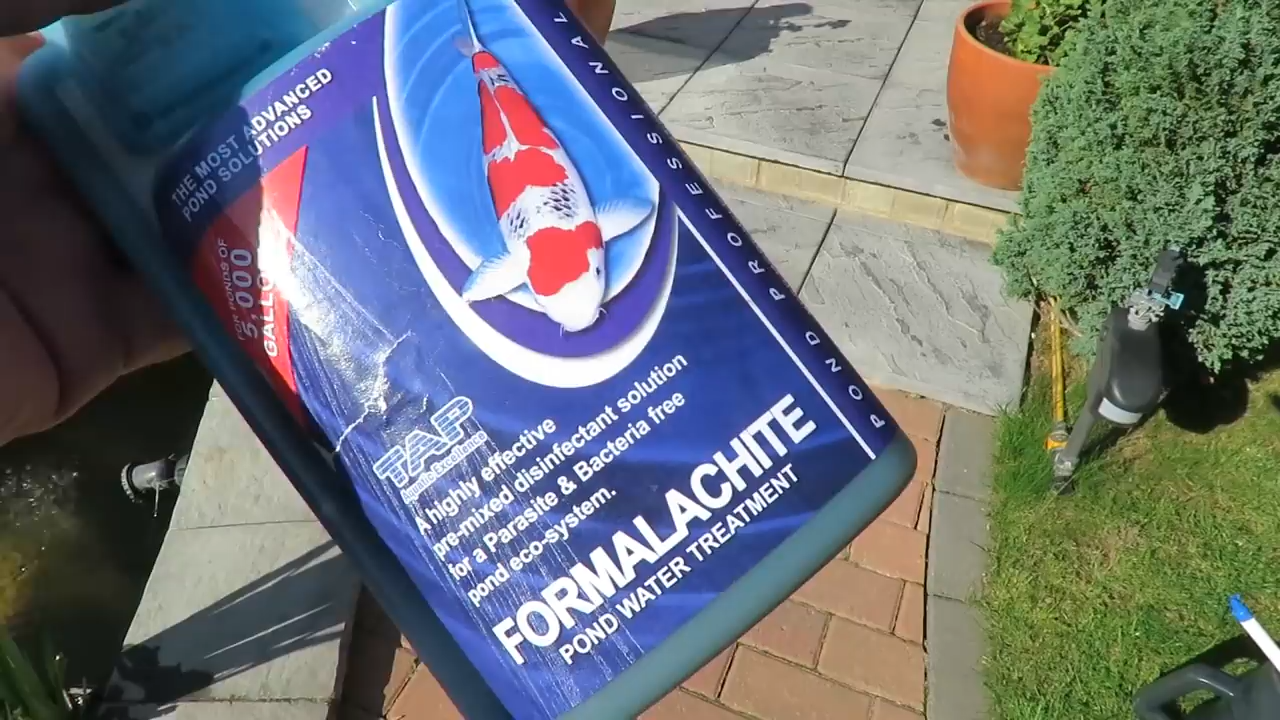 THE MOST ADVANCED
POND SOLUTIONS
FOR PONDS OF
5,000
GALLO
POND PROFESSIONAL
TAP
Aquatic Excellence
A highly effective
pre-mixed disinfectant solution
for a Parasite & Bacteria free
pond eco-system.
FORMALACHITE
POND WATER TREATMENT